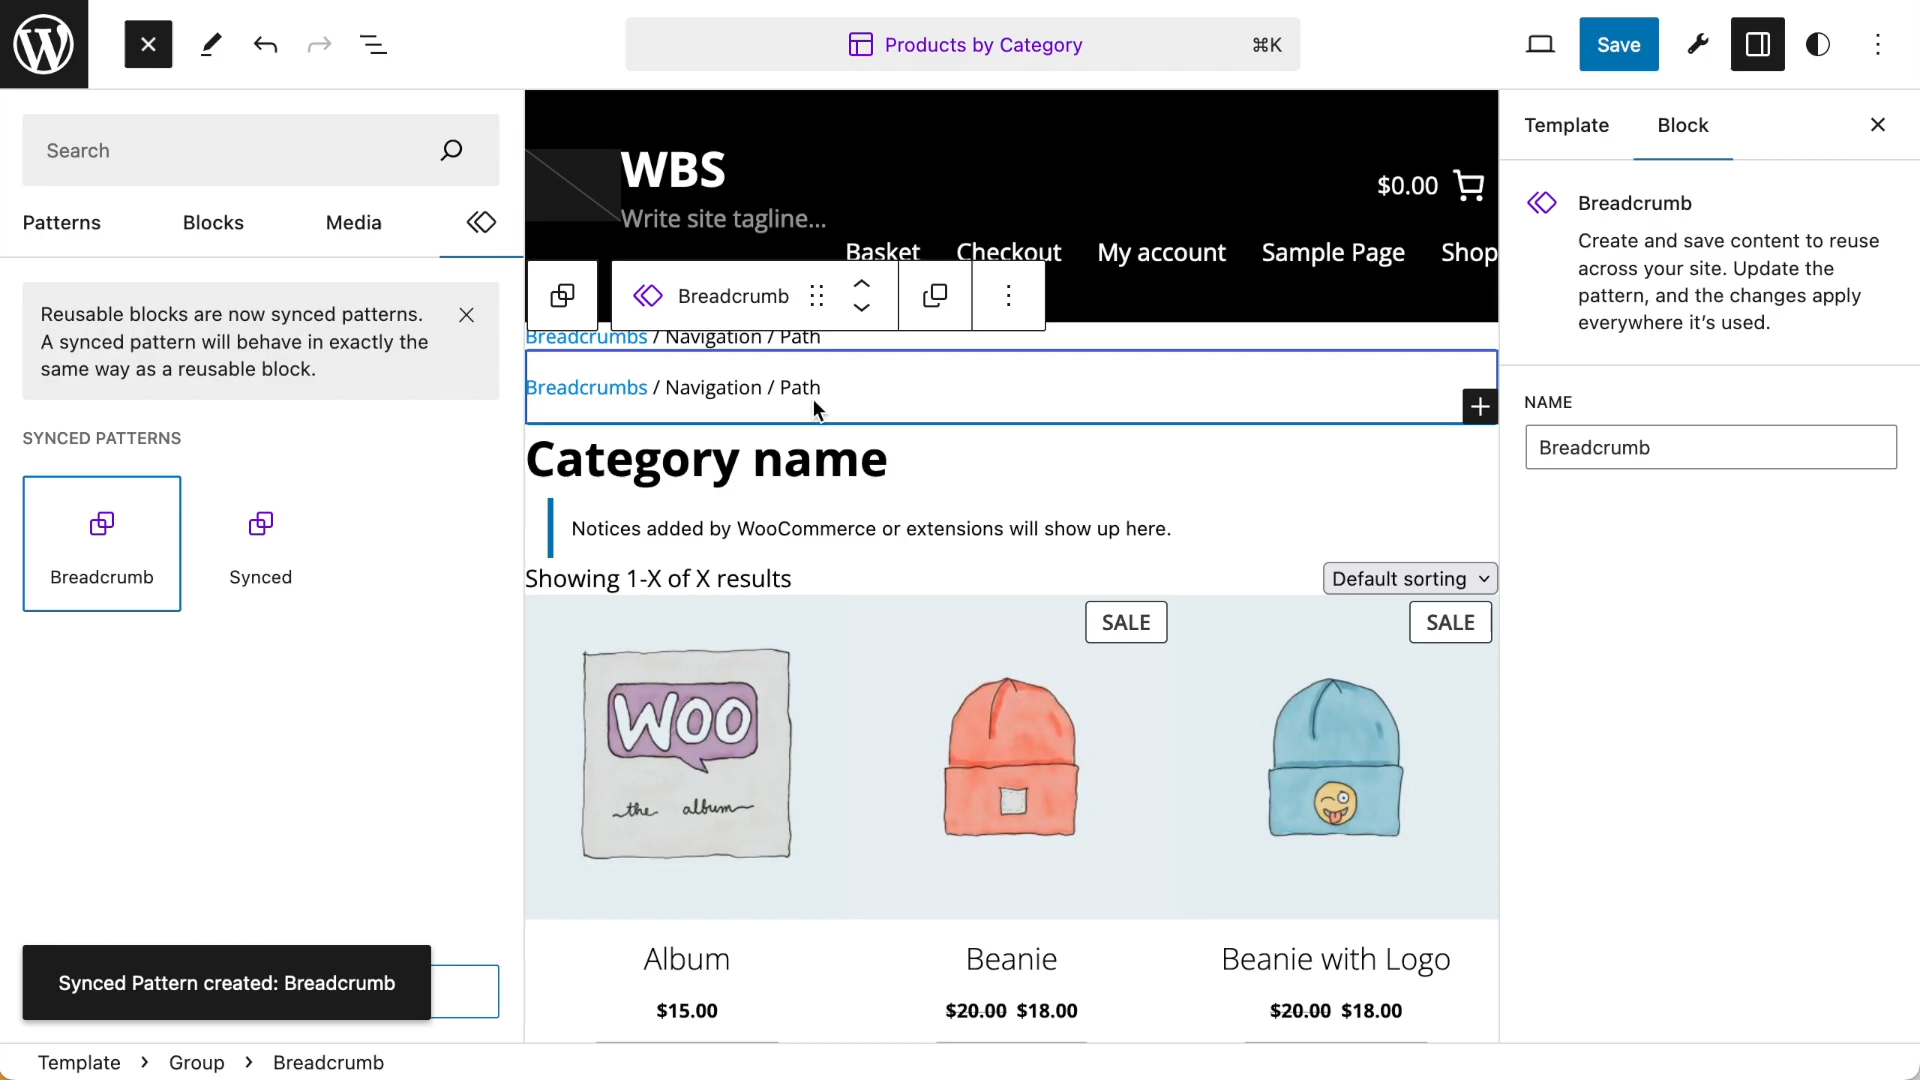 Products by Category
⌘K
Save
Search
Patterns
Blocks
Media
Reusable blocks are now synced patterns.
A synced pattern will behave in exactly the
same way as a reusable block.
SYNCED PATTERNS
Breadcrumb
Synced
Synced Pattern created: Breadcrumb
WBS
Write site tagline...
$0.00
Basket
Checkout
My account
Sample Page
Shop
Breadcrumb
Breadcrumbs / Navigation / Path
Breadcrumbs / Navigation / Path
Category name
Notices added by WooCommerce or extensions will show up here.
Showing 1-X of X results
Default sorting
SALE
SALE
WOO
the album
Album
Beanie
Beanie with Logo
$15.00
$20.00 $18.00
$20.00 $18.00
Template
Block
Breadcrumb
Create and save content to reuse
across your site. Update the
pattern, and the changes apply
everywhere it's used.
NAME
Breadcrumb
Template > Group > Breadcrumb